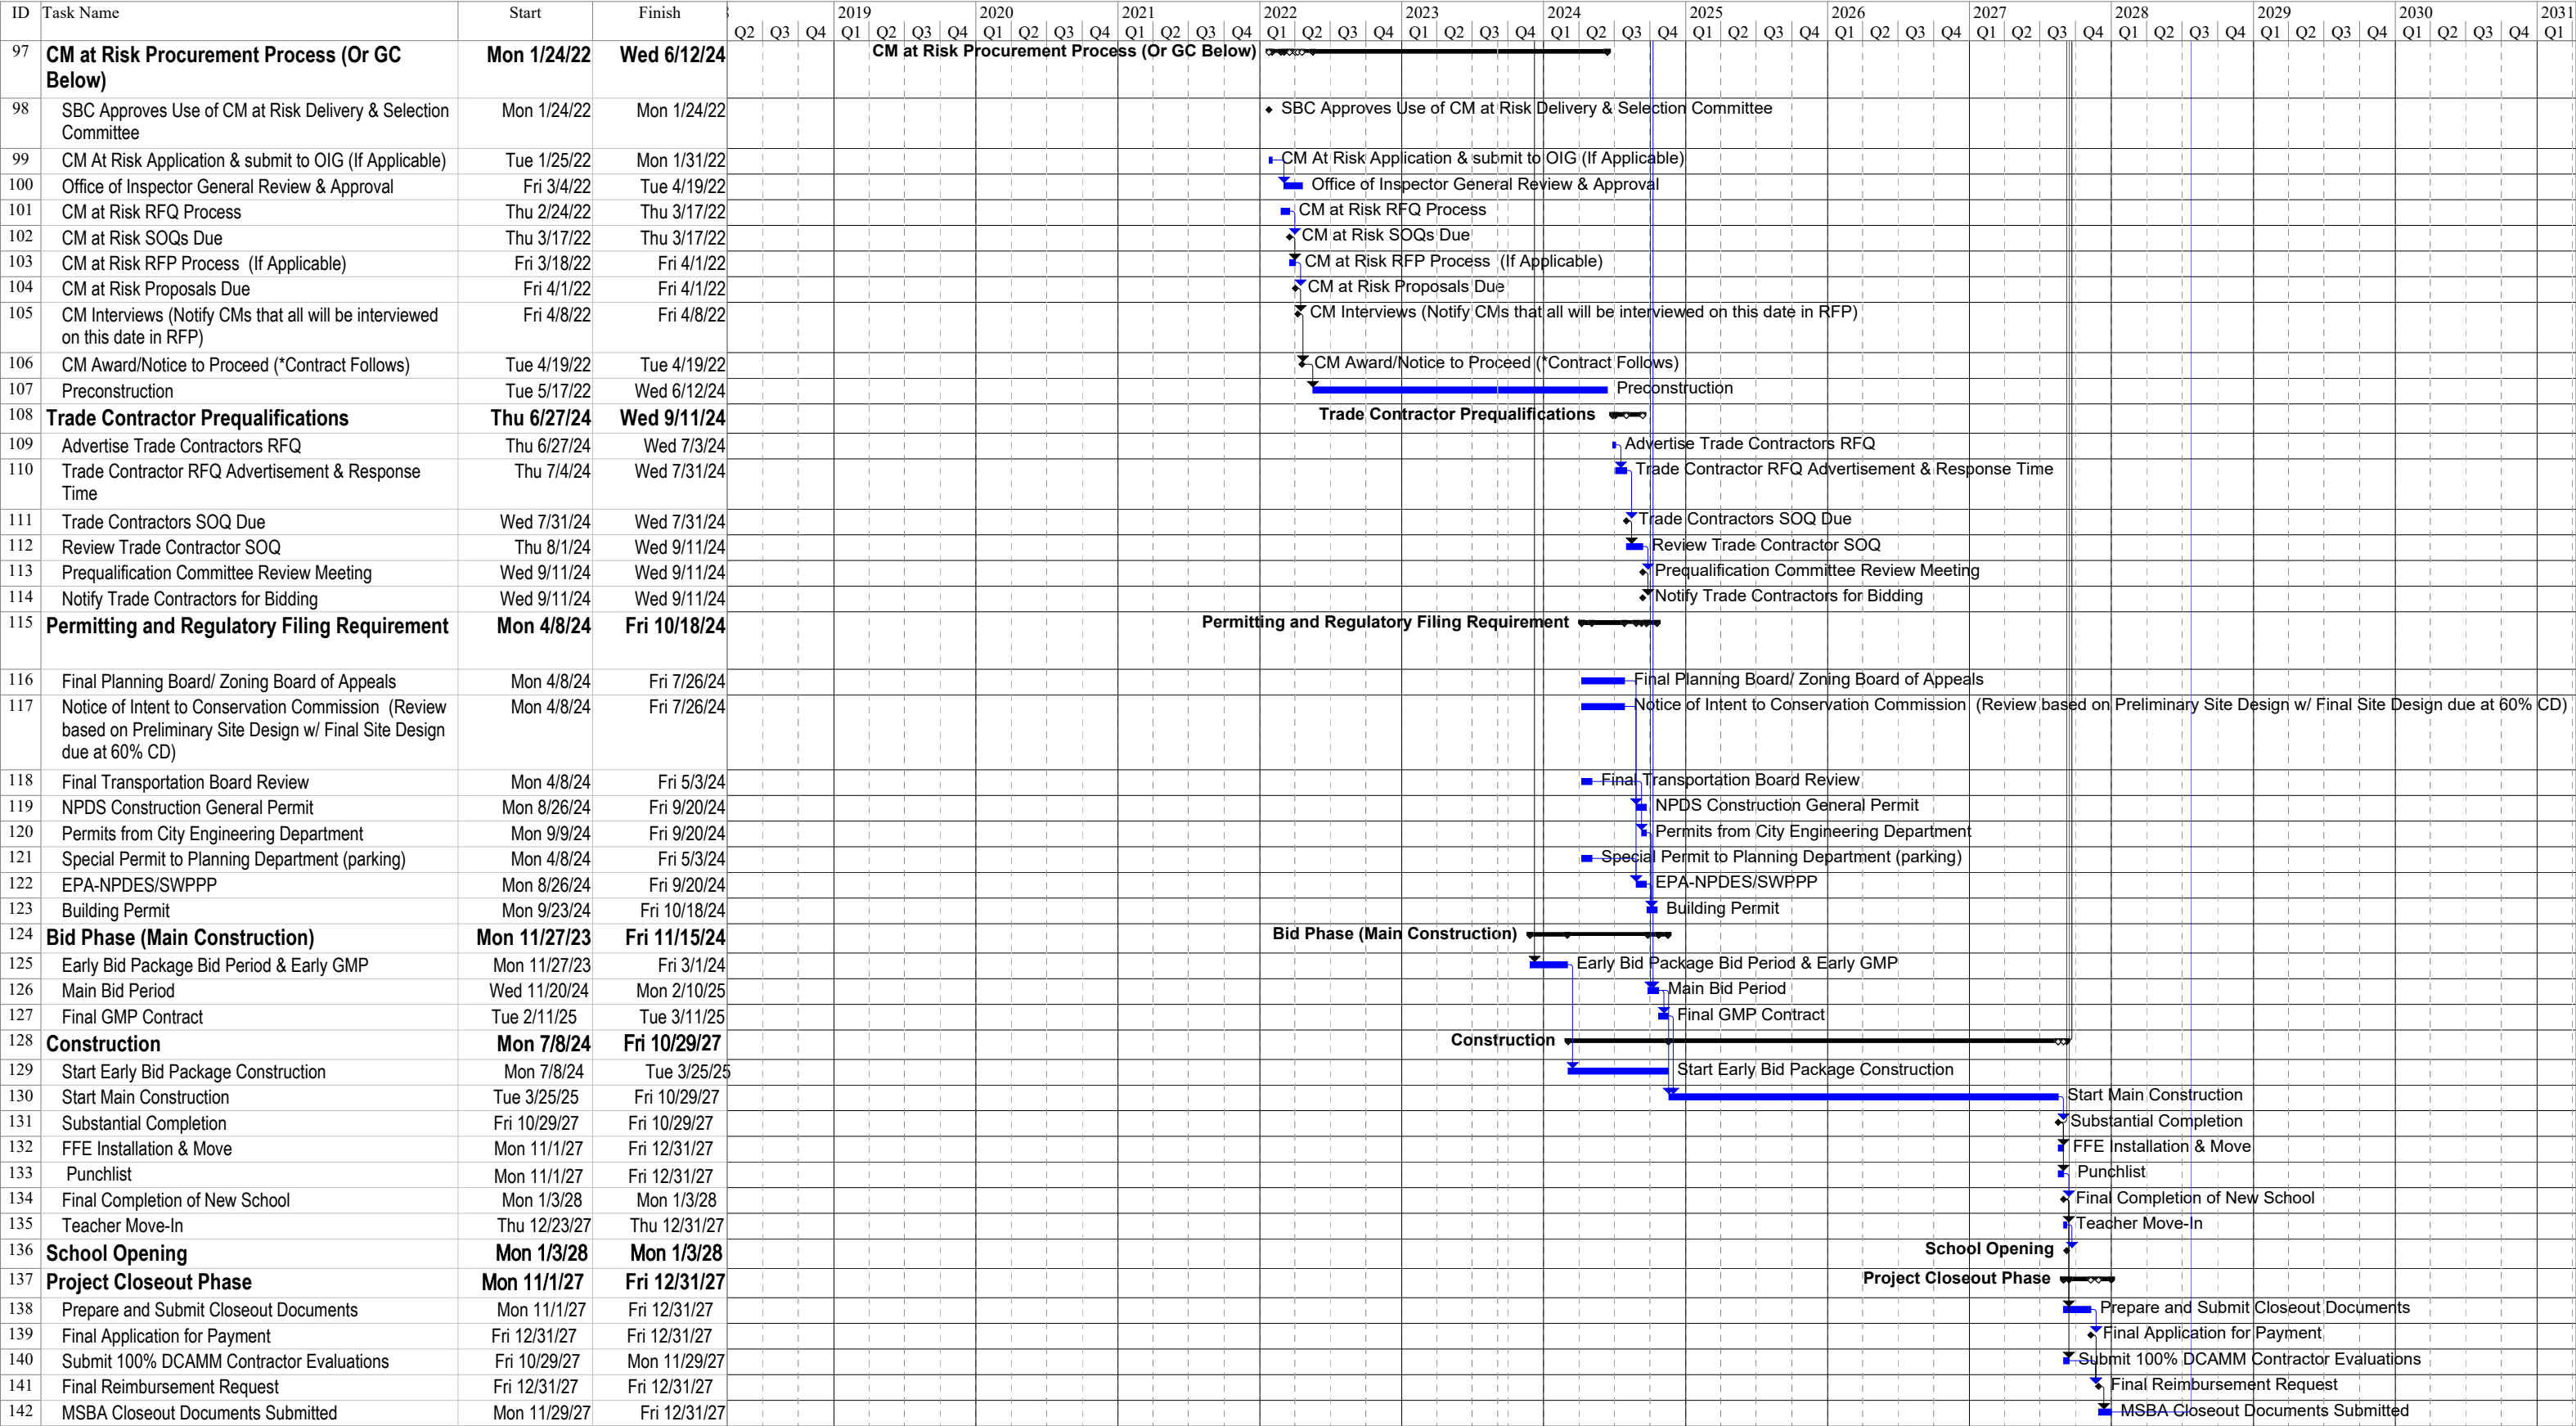 ID Task Name Start Finish 2019 2020 2021 2022 2023 2024 2025 2026 2027 2028 2029 2030 2031
Q2 Q3 Q4 Q1 Q2 Q3 Q4 Q1 Q2 Q3 Q4 Q1 Q2 Q3 Q4 Q1 Q2 Q3 Q4 Q1 Q2 Q3 Q4 Q1 Q2 Q3 Q4 Q1 Q2 Q3 Q4 Q1 Q2 Q3 Q4 Q1 Q2 Q3 Q4 Q1 Q2 Q3 Q4 Q1 Q2 Q3 Q4 Q1 Q2 Q3 Q4 Q1
97 CM at Risk Procurement Process (Or GC Mon 1/24/22 Wed 6/12/24 CM at Risk Procurement Process (Or GC Below)
Below)
98 SBC Approves Use of CM at Risk Delivery & Selection Mon 1/24/22 Mon 1/24/22 SBC Approves Use of CM at Risk Delivery & Selection Committee
Committee
99 CM At Risk Application & submit to OIG (If Applicable) Tue 1/25/22 Mon 1/31/22 CM At Risk Application & submit to OIG (If Applicable)
100 Office of Inspector General Review & Approval Fri 3/4/22 Tue 4/19/22 Office of Inspector General Review & Approval
101 CM at Risk RFQ Process Thu 2/24/22 Thu 3/17/22 CM at Risk RFQ Process
102 CM at Risk SOQs Due Thu 3/17/22 Thu 3/17/22 CM at Risk SOQs Due
103 CM at Risk RFP Process (If Applicable) Fri 3/18/22 Fri 4/1/22 CM at Risk RFP Process (If Applicable)
104 CM at Risk Proposals Due Fri 4/1/22 Fri 4/1/22 CM at Risk Proposals Due
105 CM Interviews (Notify CMs that all will be interviewed Fri 4/8/22 Fri 4/8/22 CM Interviews (Notify CMs that all will be interviewed on this date in RFP)
on this date in RFP)
106 CM Award/Notice to Proceed (*Contract Follows) Tue 4/19/22 Tue 4/19/22 CM Award/Notice to Proceed (*Contract Follows)
107 Preconstruction Tue 5/17/22 Wed 6/12/24 Preconstruction
108 Trade Contractor Prequalifications Thu 6/27/24 Wed 9/11/24 Trade Contractor Prequalifications
109 Advertise Trade Contractors RFQ Thu 6/27/24 Wed 7/3/24 Advertise Trade Contractors RFQ
110 Trade Contractor RFQ Advertisement & Response Thu 7/4/24 Wed 7/31/24 Trade Contractor RFQ Advertisement & Response Time
Time
111 Trade Contractors SOQ Due Wed 7/31/24 Wed 7/31/24 Trade Contractors SOQ Due
112 Review Trade Contractor SOQ Thu 8/1/24 Wed 9/11/24 Review Trade Contractor SOQ
113 Prequalification Committee Review Meeting Wed 9/11/24 Wed 9/11/24 Prequalification Committee Review Meeting
114 Notify Trade Contractors for Bidding Wed 9/11/24 Wed 9/11/24 Notify Trade Contractors for Bidding
115 Permitting and Regulatory Filing Requirement Mon 4/8/24 Fri 10/18/24 Permitting and Regulatory Filing Requirement
116 Final Planning Board/ Zoning Board of Appeals Mon 4/8/24 Fri 7/26/24 Final Planning Board/ Zoning Board of Appeals
117 Notice of Intent to Conservation Commission (Review Mon 4/8/24 Fri 7/26/24 Notice of Intent to Conservation Commission (Review based on Preliminary Site Design w/ Final Site Design due at 60% CD)
based on Preliminary Site Design w/ Final Site Design
due at 60% CD)
118 Final Transportation Board Review Mon 4/8/24 Fri 5/3/24 Final Transportation Board Review
119 NPDS Construction General Permit Mon 8/26/24 Fri 9/20/24 NPDS Construction General Permit
120 Permits from City Engineering Department Mon 9/9/24 Fri 9/20/24 Permits from City Engineering Department
121 Special Permit to Planning Department (parking) Mon 4/8/24 Fri 5/3/24 Special Permit to Planning Department (parking)
122 EPA-NPDES/SWPPP Mon 8/26/24 Fri 9/20/24 EPA-NPDES/SWPPP
123 Building Permit Mon 9/23/24 Fri 10/18/24 Building Permit
124 Bid Phase (Main Construction) Mon 11/27/23 Fri 11/15/24 Bid Phase (Main Construction)
125 Early Bid Package Bid Period & Early GMP Mon 11/27/23 Fri 3/1/24 Early Bid Package Bid Period & Early GMP
126 Main Bid Period Wed 11/20/24 Mon 2/10/25 Main Bid Period
127 Final GMP Contract Tue 2/11/25 Tue 3/11/25 Final GMP Contract
128 Construction Mon 7/8/24 Fri 10/29/27 Construction
129 Start Early Bid Package Construction Mon 7/8/24 Tue 3/25/25 Start Early Bid Package Construction
130 Start Main Construction Tue 3/25/25 Fri 10/29/27 Start Main Construction
131 Substantial Completion Fri 10/29/27 Fri 10/29/27 Substantial Completion
132 FFE Installation & Move Mon 11/1/27 Fri 12/31/27 FFE Installation & Move
133 Punchlist Mon 11/1/27 Fri 12/31/27 Punchlist
134 Final Completion of New School Mon 1/3/28 Mon 1/3/28 Final Completion of New School
135 Teacher Move-In Thu 12/23/27 Thu 12/31/27 Teacher Move-In
136 School Opening Mon 1/3/28 Mon 1/3/28 School Opening
137 Project Closeout Phase Mon 11/1/27 Fri 12/31/27 Project Closeout Phase
138 Prepare and Submit Closeout Documents Mon 11/1/27 Fri 12/31/27 Prepare and Submit Closeout Documents
139 Final Application for Payment Fri 12/31/27 Fri 12/31/27 Final Application for Payment
140 Submit 100% DCAMM Contractor Evaluations Fri 10/29/27 Mon 11/29/27 Submit 100% DCAMM Contractor Evaluations
141 Final Reimbursement Request Fri 12/31/27 Fri 12/31/27 Final Reimbursement Request
142 MSBA Closeout Documents Submitted Mon 11/29/27 Fri 12/31/27 MSBA Closeout Documents Submitted